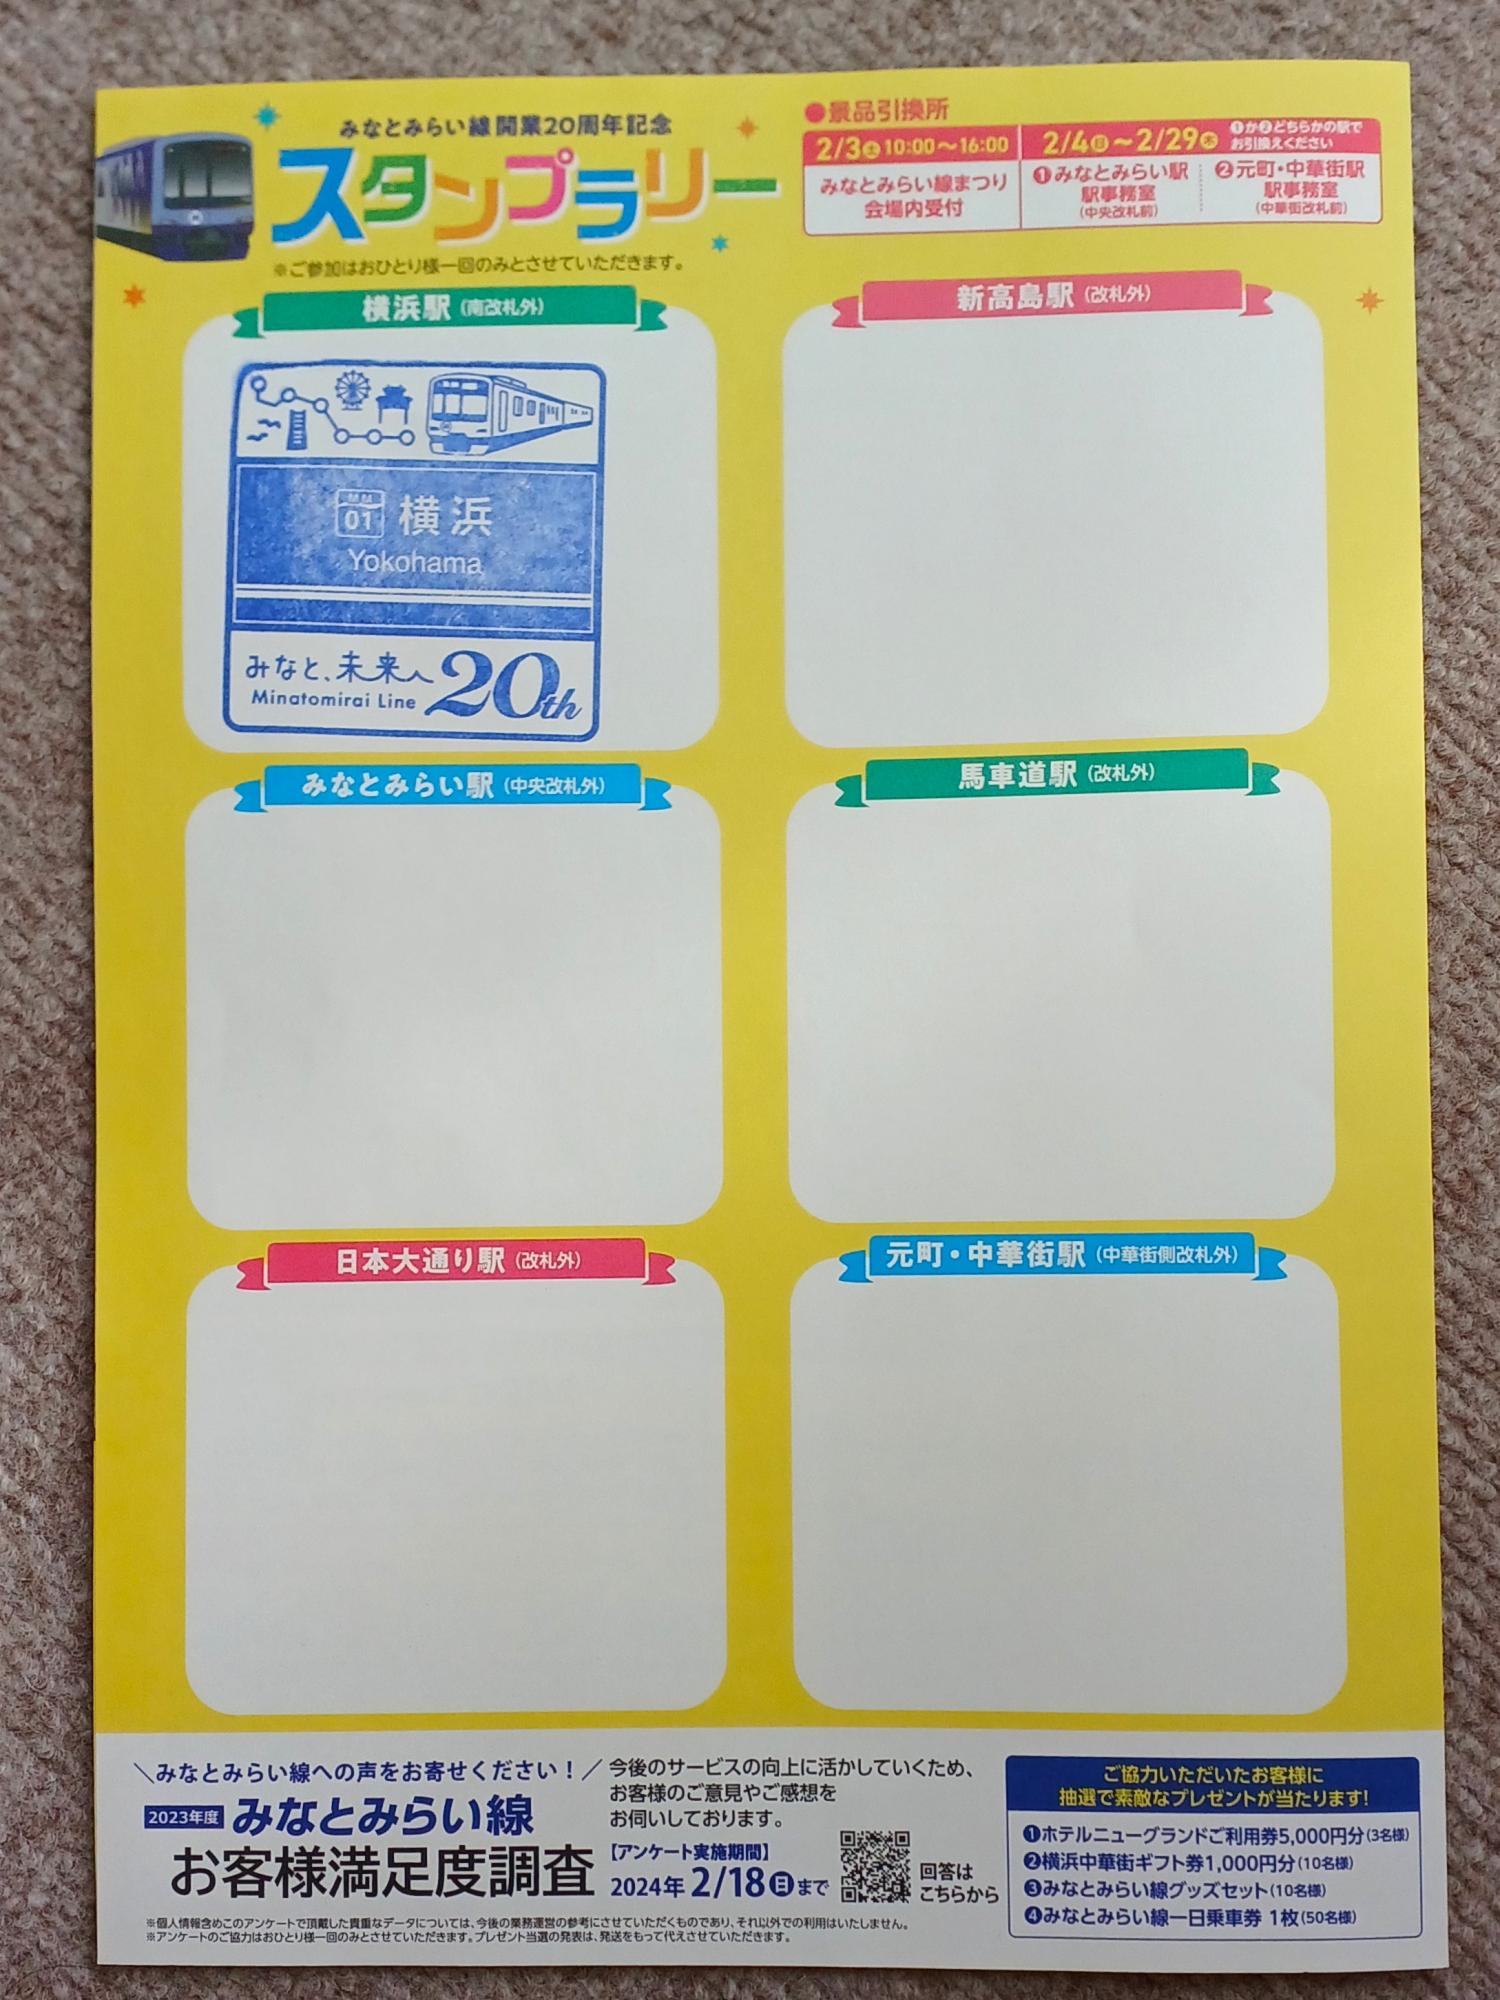 みなとみらい線開業20周年記念
スタンプラリー
※ご参加はおひとり様一回のみとさせていただきます。
●景品引換所
2/3土 10:00〜16:00
みなとみらい線まつり
会場内受付
2/4日〜2/29木
❶か❷どちらかの駅で
お引換えください
❶みなとみらい駅
駅事務室
(中央改札前)
❷元町・中華街駅
駅事務室
(中華街改札前)
横浜駅(南改札外)
MM
01
横浜
Yokohama
みなと、未来へ
Minatomirai Line
20th
新高島駅(改札外)
みなとみらい駅(中央改札外)
馬車道駅(改札外)
日本大通り駅(改札外)
元町・中華街駅(中華街側改札外)
＼みなとみらい線への声をお寄せください！／
2023年度 みなとみらい線
お客様満足度調査
今後のサービスの向上に活かしていくため、
お客様のご意見やご感想を
お伺いしております。
【アンケート実施期間】
2024年 2/18日まで
回答は
こちらから
※個人情報含めこのアンケートで頂戴した貴重なデータについては、今後の業務運営の参考にさせていただくものであり、それ以外での利用はいたしません。
※アンケートのご協力はおひとり様一回のみとさせていただきます。プレゼント当選の発表は、発送をもって代えさせていただきます。
ご協力いただいたお客様に
抽選で素敵なプレゼントが当たります!
❶ホテルニューグランドご利用券5,000円分(3名様)
❷横浜中華街ギフト券1,000円分(10名様)
❸みなとみらい線グッズセット(10名様)
❹みなとみらい線一日乗車券 1枚(50名様)